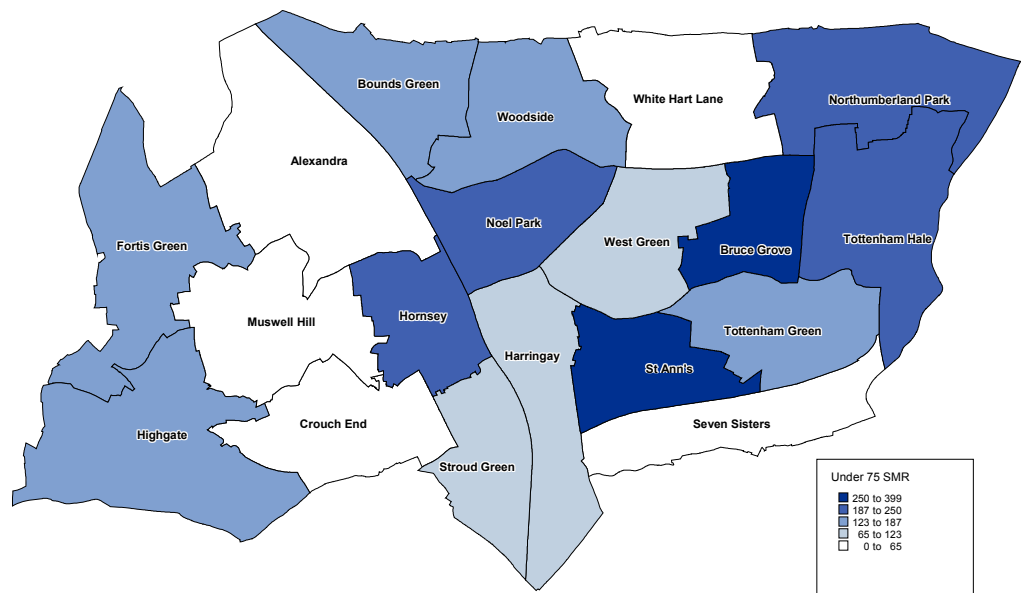 Bounds Green
White Hart Lane
Northumberland Park
Woodside
Alexandra
Noel Park
Fortis Green
West Green
Bruce Grove
Tottenham Hale
Muswell Hill
Hornsey
Tottenham Green
Harringay
St Ann's
Crouch End
Seven Sisters
Highgate
Stroud Green
Under 75 SMR
250 to 399
187 to 250
123 to 187
65 to 123
0 to 65